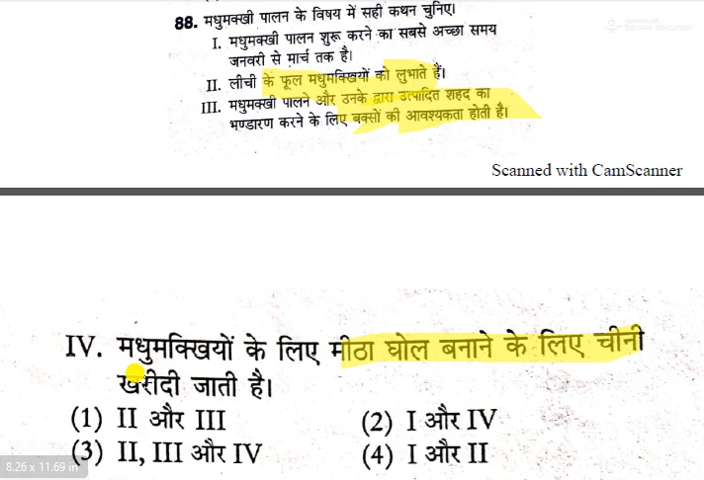 88. मधुमक्खी पालन के विषय में सही कथन चुनिए।
I. मधुमक्खी पालन शुरू करने का सबसे अच्छा समय
जनवरी से मार्च तक है।
II. लीची के फूल मधुमक्खियों को लुभाते हैं।
III. मधुमक्खी पालने और उनके द्वारा उत्पादित शहद का
भण्डारण करने के लिए बक्सों की आवश्यकता होती है।
Scanned with CamScanner
IV. मधुमक्खियों के लिए मीठा घोल बनाने के लिए चीनी
खरीदी जाती है।
(1) II और III
(2) I और IV
(3) II, III और IV
(4) I और II
8.26 x 11.69 in